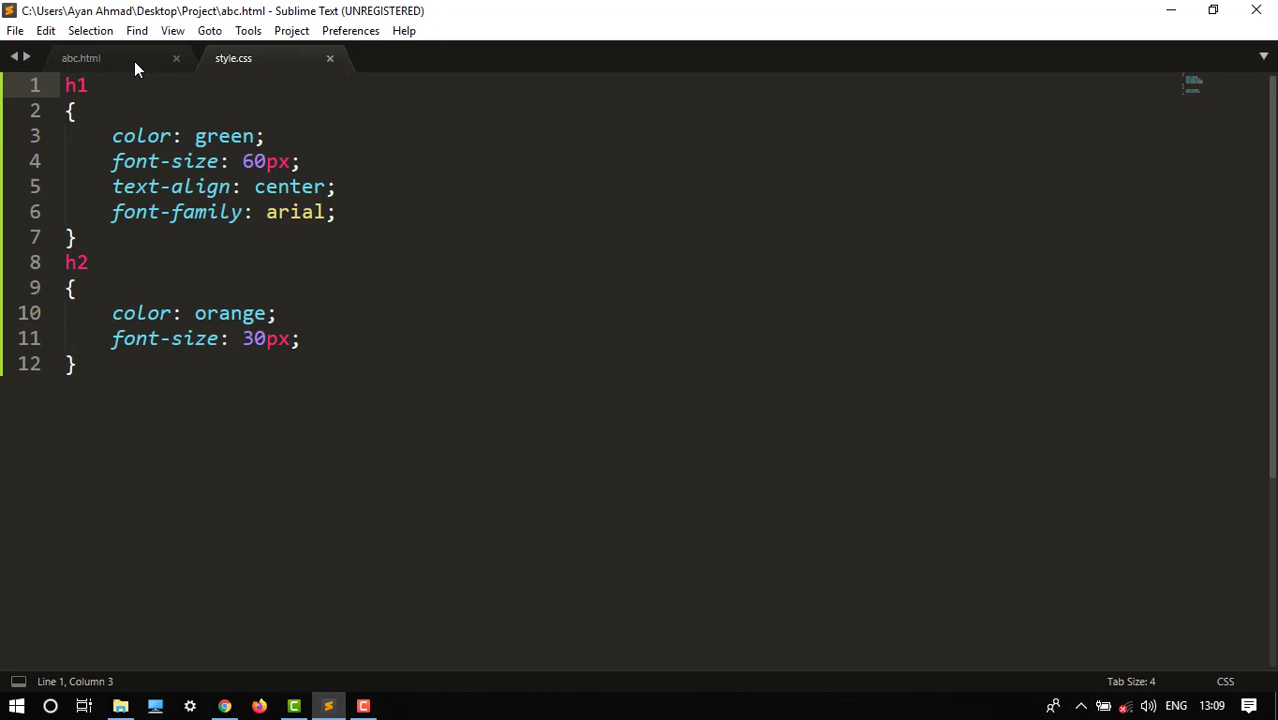 C:\Users\Ayan Ahmad\Desktop\Project\abc.html - Sublime Text (UNREGISTERED)
File Edit Selection Find View Goto Tools Project Preferences Help
abc.html style.css
1 h1
2 {
3 color: green;
4 font-size: 60px;
5 text-align: center;
6 font-family: arial;
7 }
8 h2
9 {
10 color: orange;
11 font-size: 30px;
12 }
Line 1, Column 3 Tab Size: 4 CSS
ENG 13:09